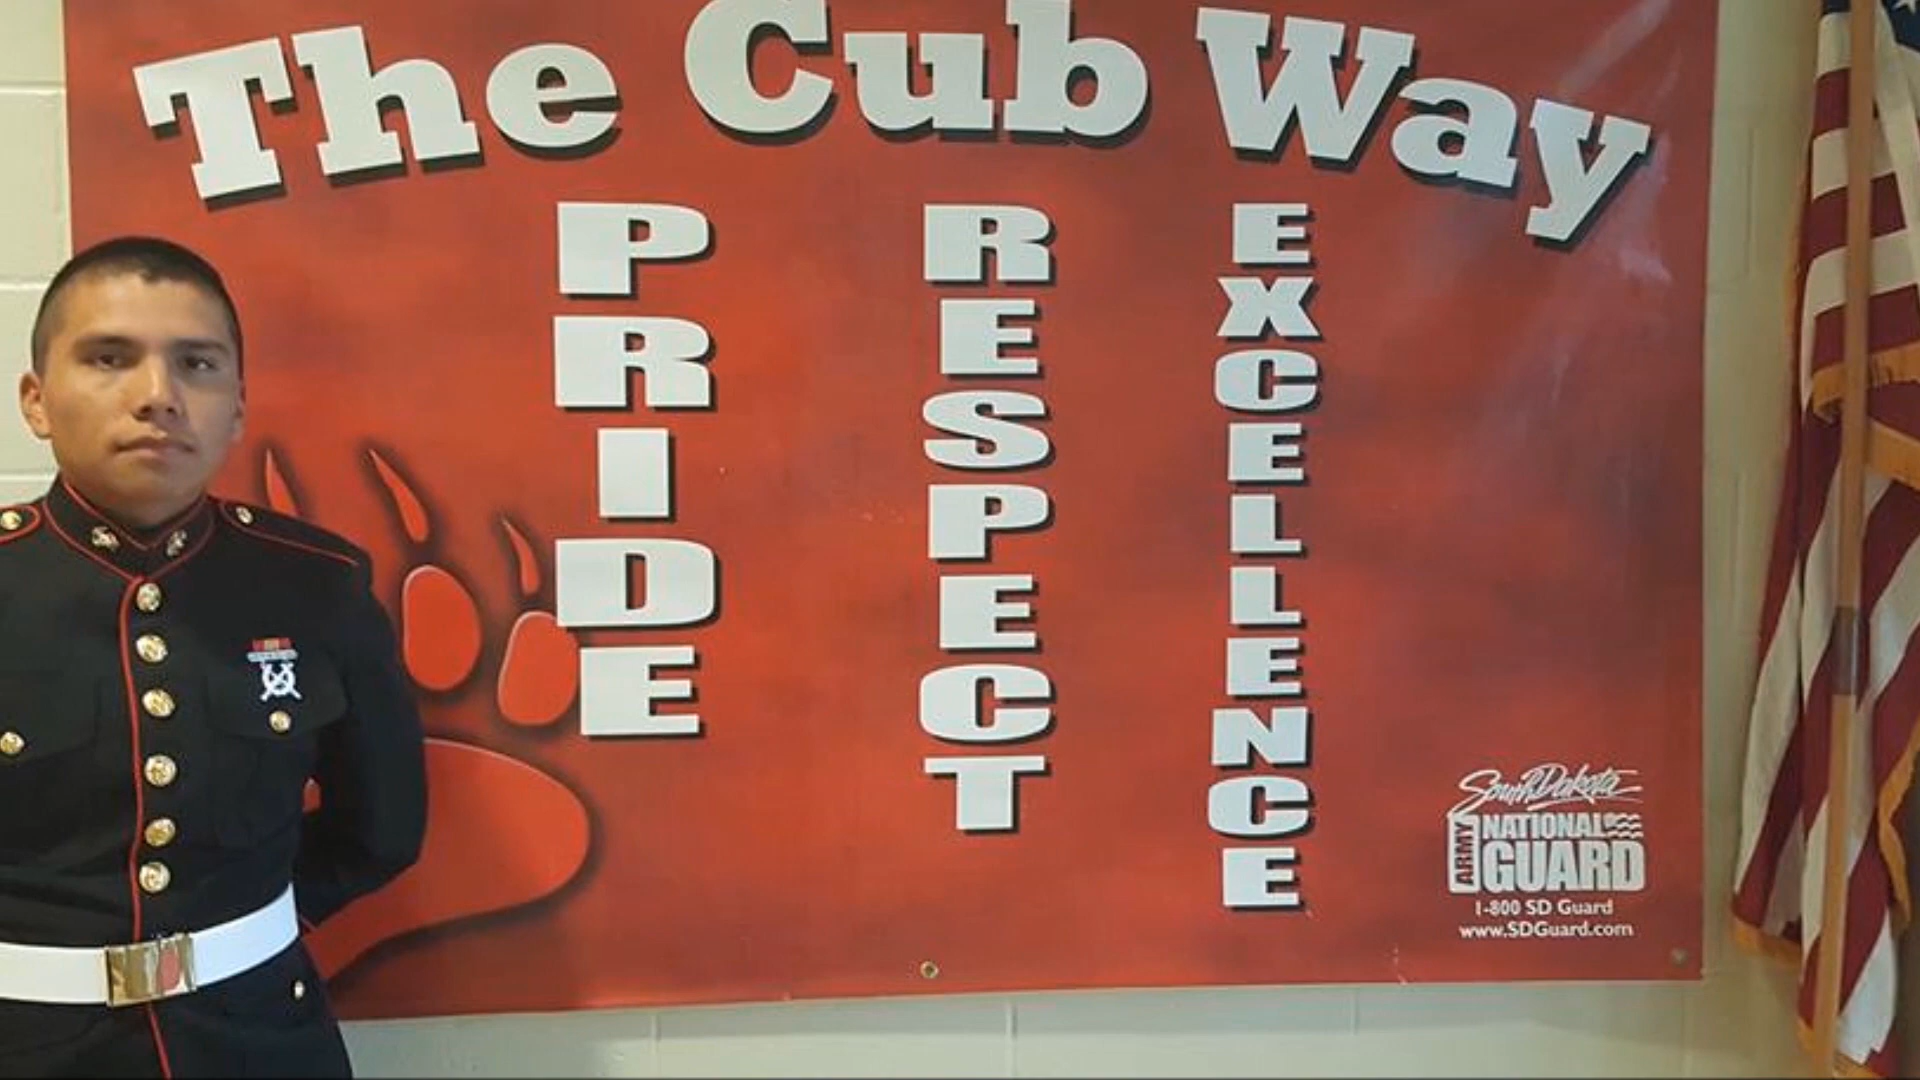 The Cub Way
PRIDE
RESPECT
EXCELLENCE
South Dakota
ARMY
NATIONAL
GUARD
1-800 SD Guard
www.SDGuard.com